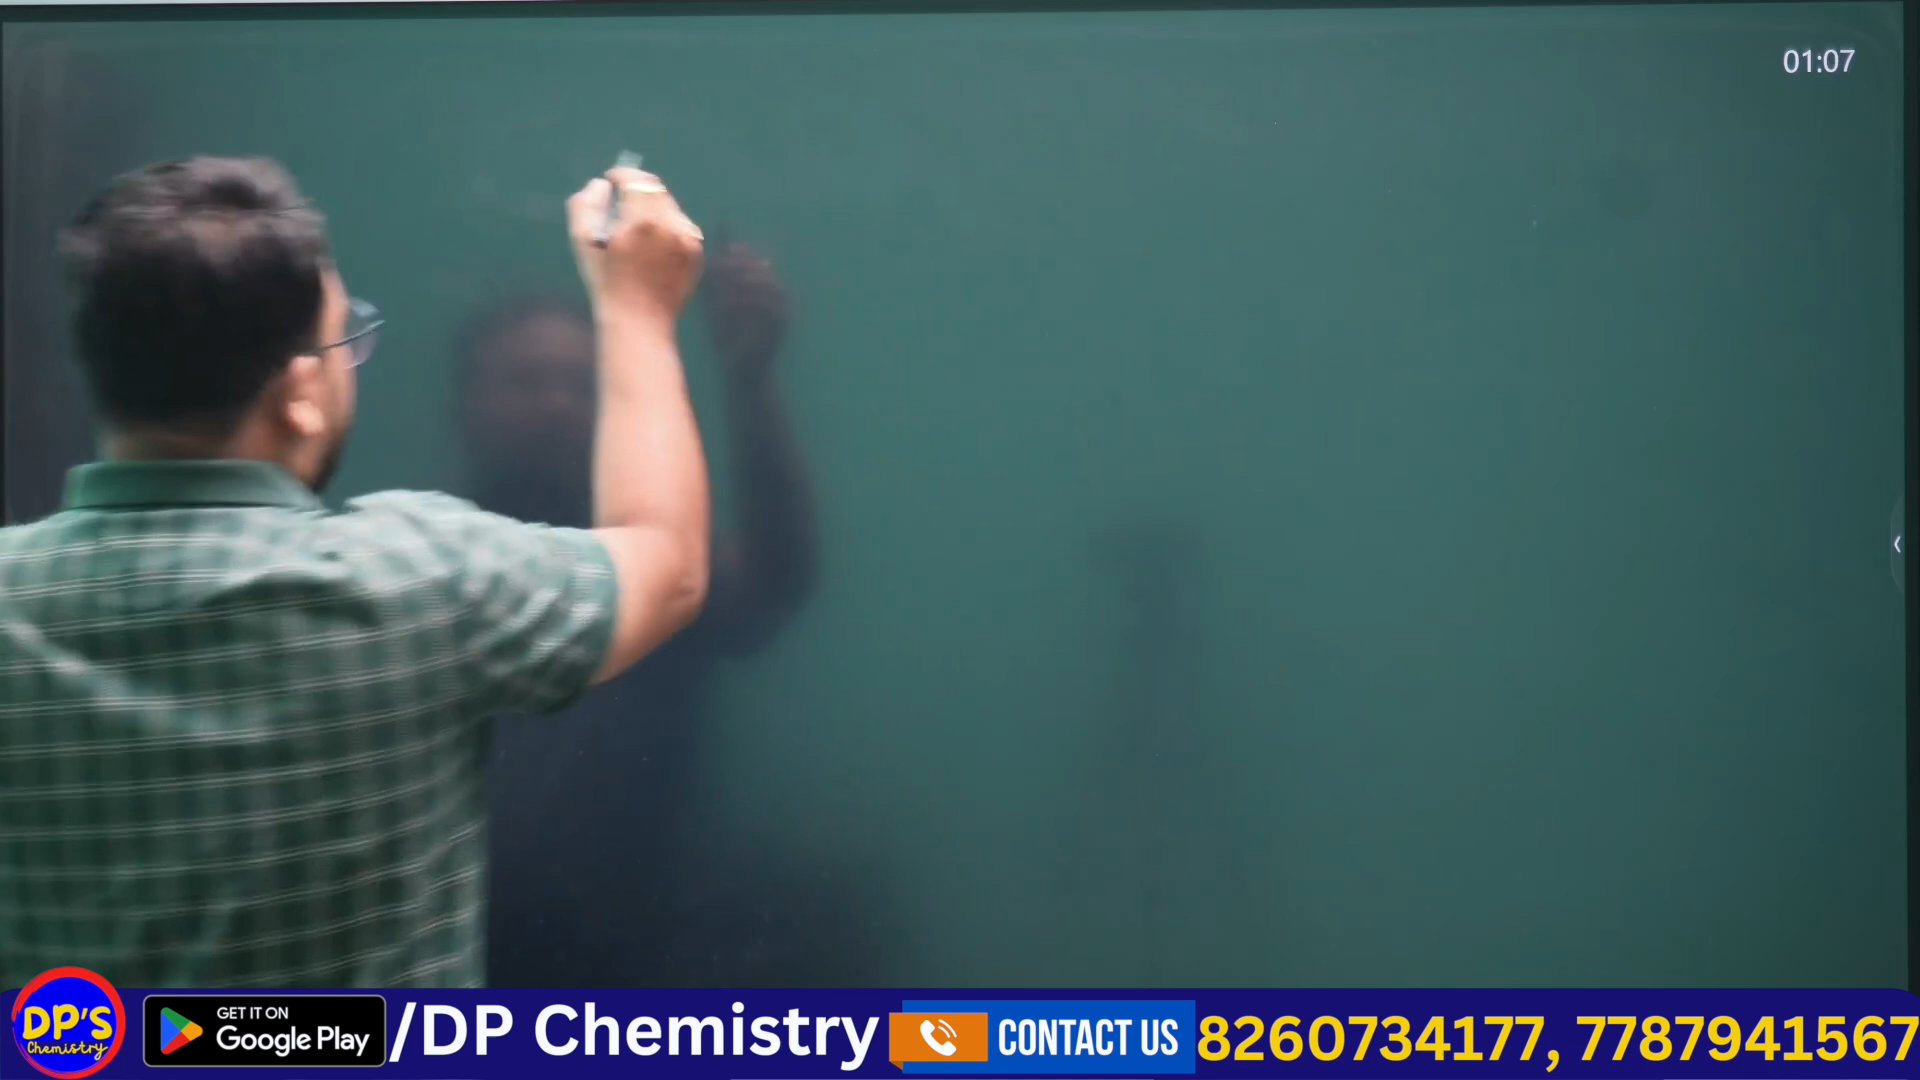 01:07
DP'S
Chemistry
GET IT ON
Google Play
/DP Chemistry
CONTACT US
8260734177, 7787941567